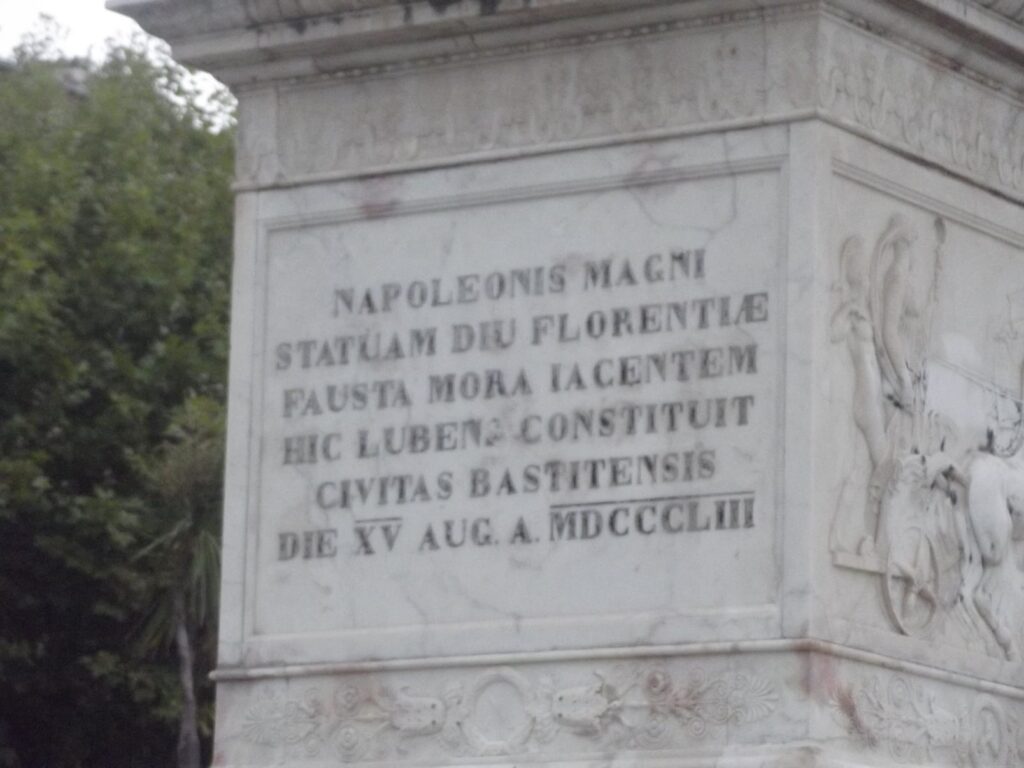 NAPOLEONIS MAGNI
STATUAM DIU FLORENTIÆ
FAUSTA MORA IACENTEM
HIC LUBENS CONSTITUIT
CIVITAS BASTITENSIS
DIE XV AUG. A. MDCCCLIII